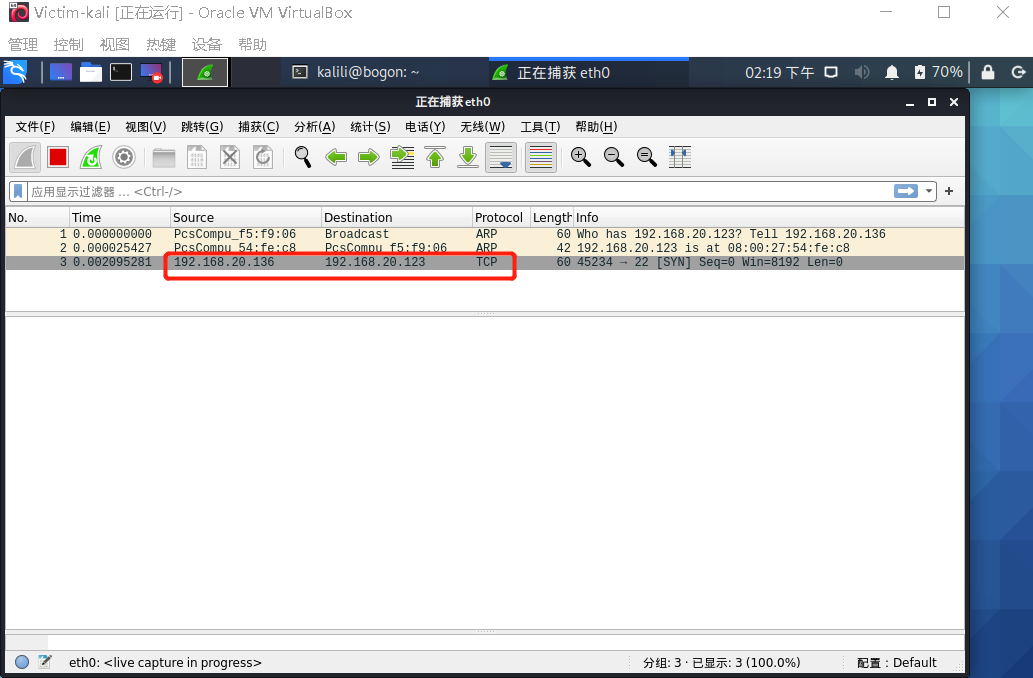 Victim-kali [正在运行] - Oracle VM VirtualBox
管理 控制 视图 热键 设备 帮助
kalili@bogon: ~ 正在捕获 eth0 02:19 下午 70%
正在捕获 eth0
文件(F) 编辑(E) 视图(V) 跳转(G) 捕获(C) 分析(A) 统计(S) 电话(Y) 无线(W) 工具(T) 帮助(H)
应用显示过滤器 … <Ctrl-/>
No. Time Source Destination Protocol Length Info
1 0.000000000 PcsCompu_f5:f9:06 Broadcast ARP 60 Who has 192.168.20.123? Tell 192.168.20.136
2 0.000025427 PcsCompu_54:fe:c8 PcsCompu_f5:f9:06 ARP 42 192.168.20.123 is at 08:00:27:54:fe:c8
3 0.002095281 192.168.20.136 192.168.20.123 TCP 60 45234 → 22 [SYN] Seq=0 Win=8192 Len=0
eth0: <live capture in progress> 分组: 3 · 已显示: 3 (100.0%) 配置：Default